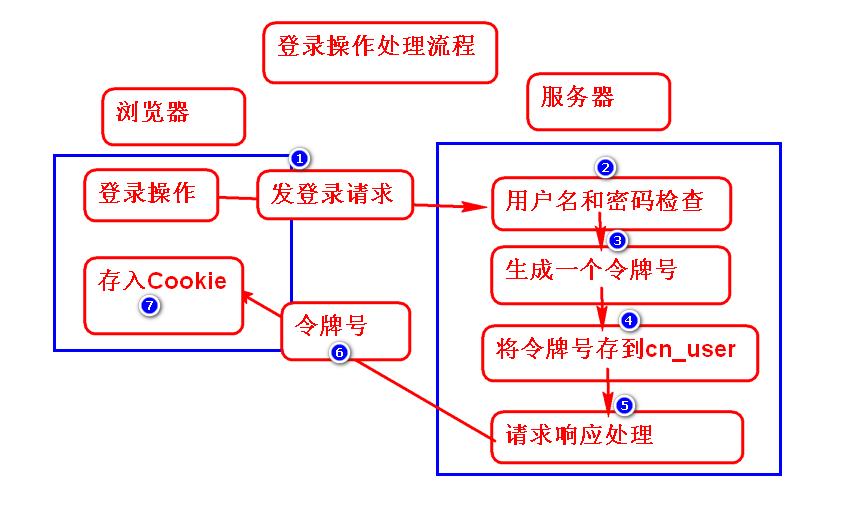 登录操作处理流程
浏览器
服务器
1
登录操作
发登录请求
2
用户名和密码检查
3
生成一个令牌号
存入Cookie
7
令牌号
6
4
将令牌号存到cn_user
5
请求响应处理